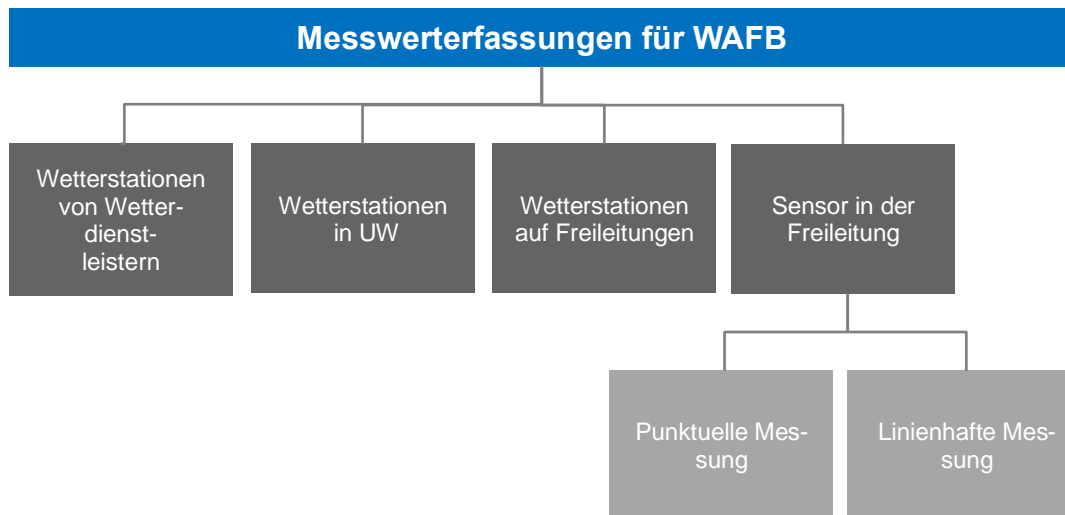 Messwerterfassungen für WAFB
Wetterstationen
von Wetter-
dienst-
leistern
Wetterstationen
in UW
Wetterstationen
auf Freileitungen
Sensor in der
Freileitung
Punktuelle Mes-
sung
Linienhafte Mes-
sung